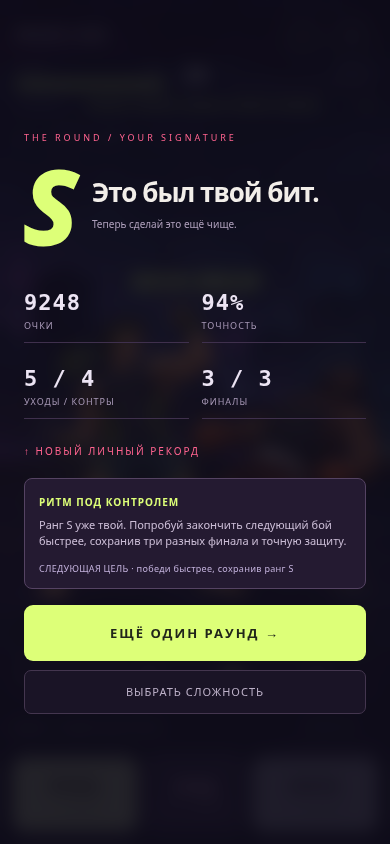 THE ROUND / YOUR SIGNATURE
S
Это был твой бит.
Теперь сделай это ещё чище.
9248
94%
ОЧКИ
ТОЧНОСТЬ
5 / 4
3 / 3
УХОДЫ / КОНТРЫ
ФИНАЛЫ
↑ НОВЫЙ ЛИЧНЫЙ РЕКОРД
РИТМ ПОД КОНТРОЛЕМ
Ранг S уже твой. Попробуй закончить следующий бой
быстрее, сохранив три разных финала и точную защиту.
СЛЕДУЮЩАЯ ЦЕЛЬ · победи быстрее, сохранив ранг S
ЕЩЁ ОДИН РАУНД →
ВЫБРАТЬ СЛОЖНОСТЬ